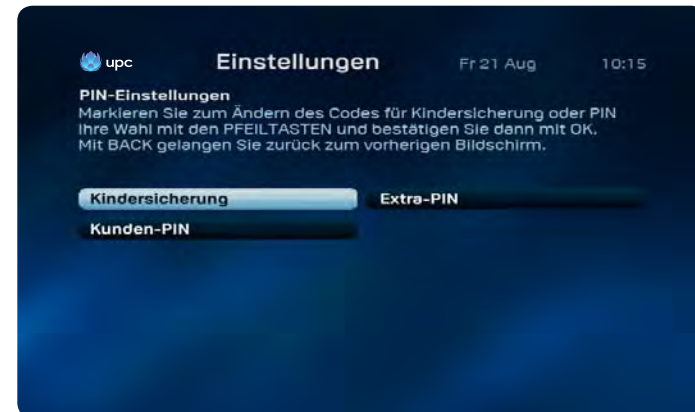 upc Einstellungen Fr 21 Aug 10:15
PIN-Einstellungen
Markieren Sie zum Ändern des Codes für Kindersicherung oder PIN
Ihre Wahl mit den PFEILTASTEN und bestätigen Sie dann mit OK.
Mit BACK gelangen Sie zurück zum vorherigen Bildschirm.
Kindersicherung Extra-PIN
Kunden-PIN